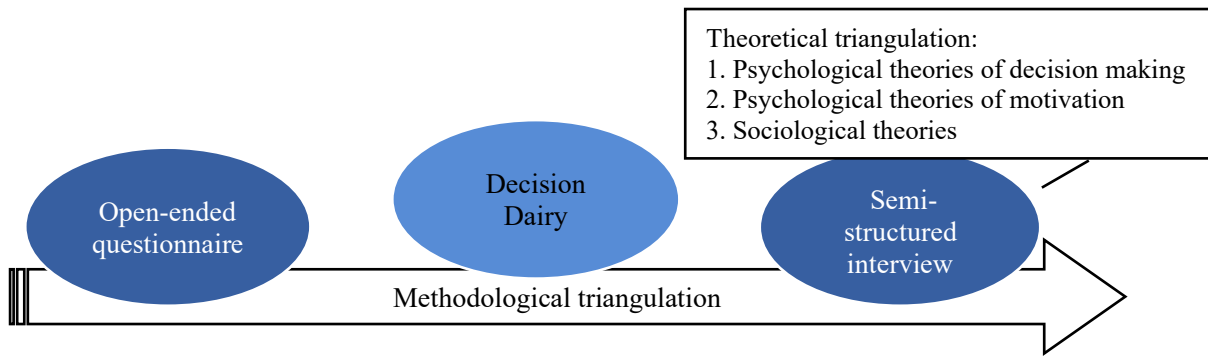 Theoretical triangulation:
1. Psychological theories of decision making
2. Psychological theories of motivation
3. Sociological theories
Open-ended
questionnaire
Decision
Dairy
Semi-
structured
interview
Methodological triangulation